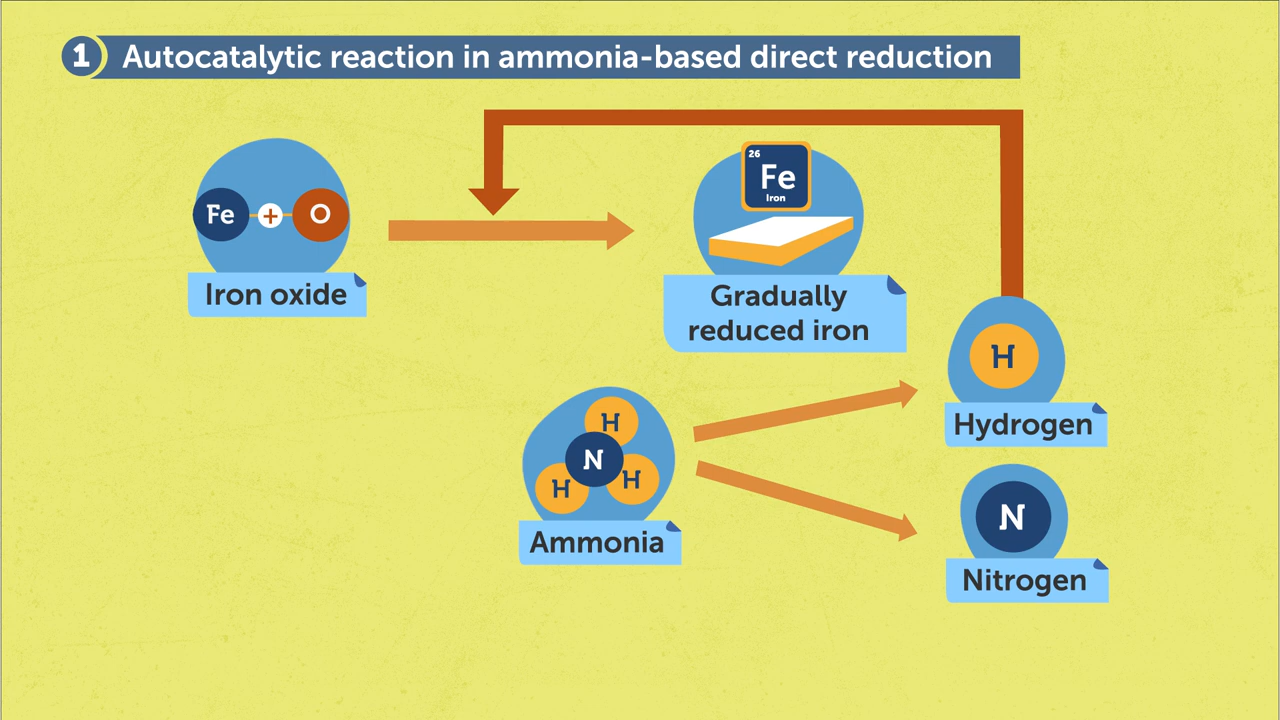 1 Autocatalytic reaction in ammonia-based direct reduction
Fe + O
Iron oxide
26
Fe
Iron
Gradually
reduced iron
H
Hydrogen
H
N
H
H
Ammonia
N
Nitrogen